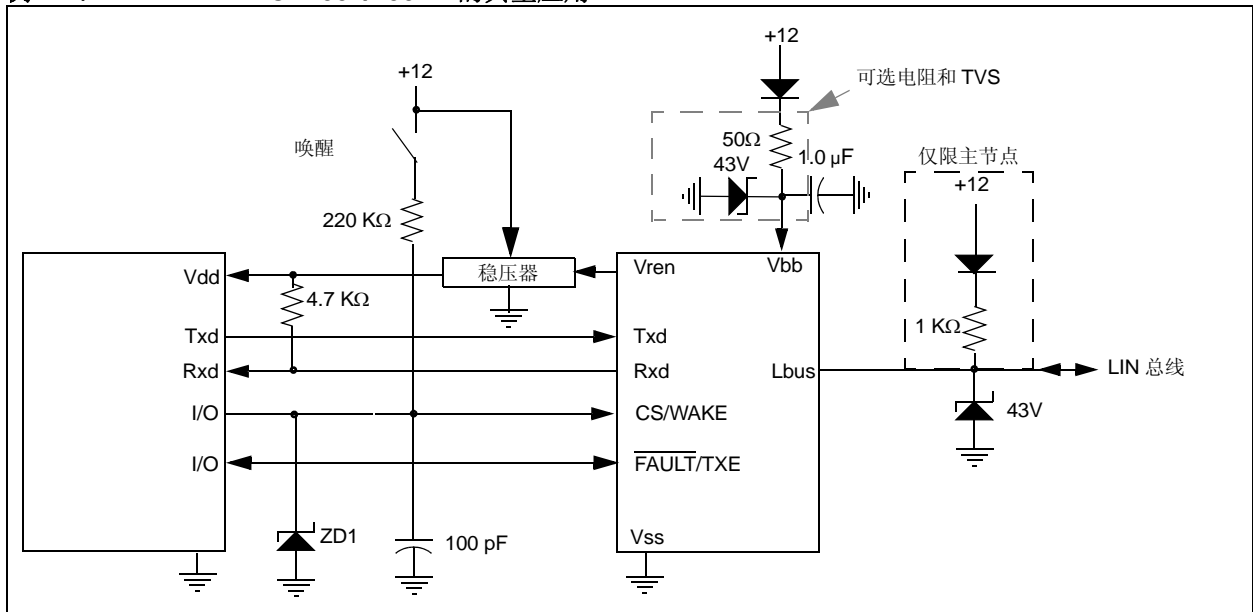 +12
+12
可选电阻和 TVS
唤醒
50Ω
1.0 µF
43V
仅限主节点
+12
220 KΩ
Vdd
稳压器
Vren
Vbb
4.7 KΩ
1 KΩ
Txd
Txd
Rxd
Rxd
Lbus
LIN 总线
I/O
CS/WAKE
43V
I/O
FAULT/TXE
ZD1
100 pF
Vss